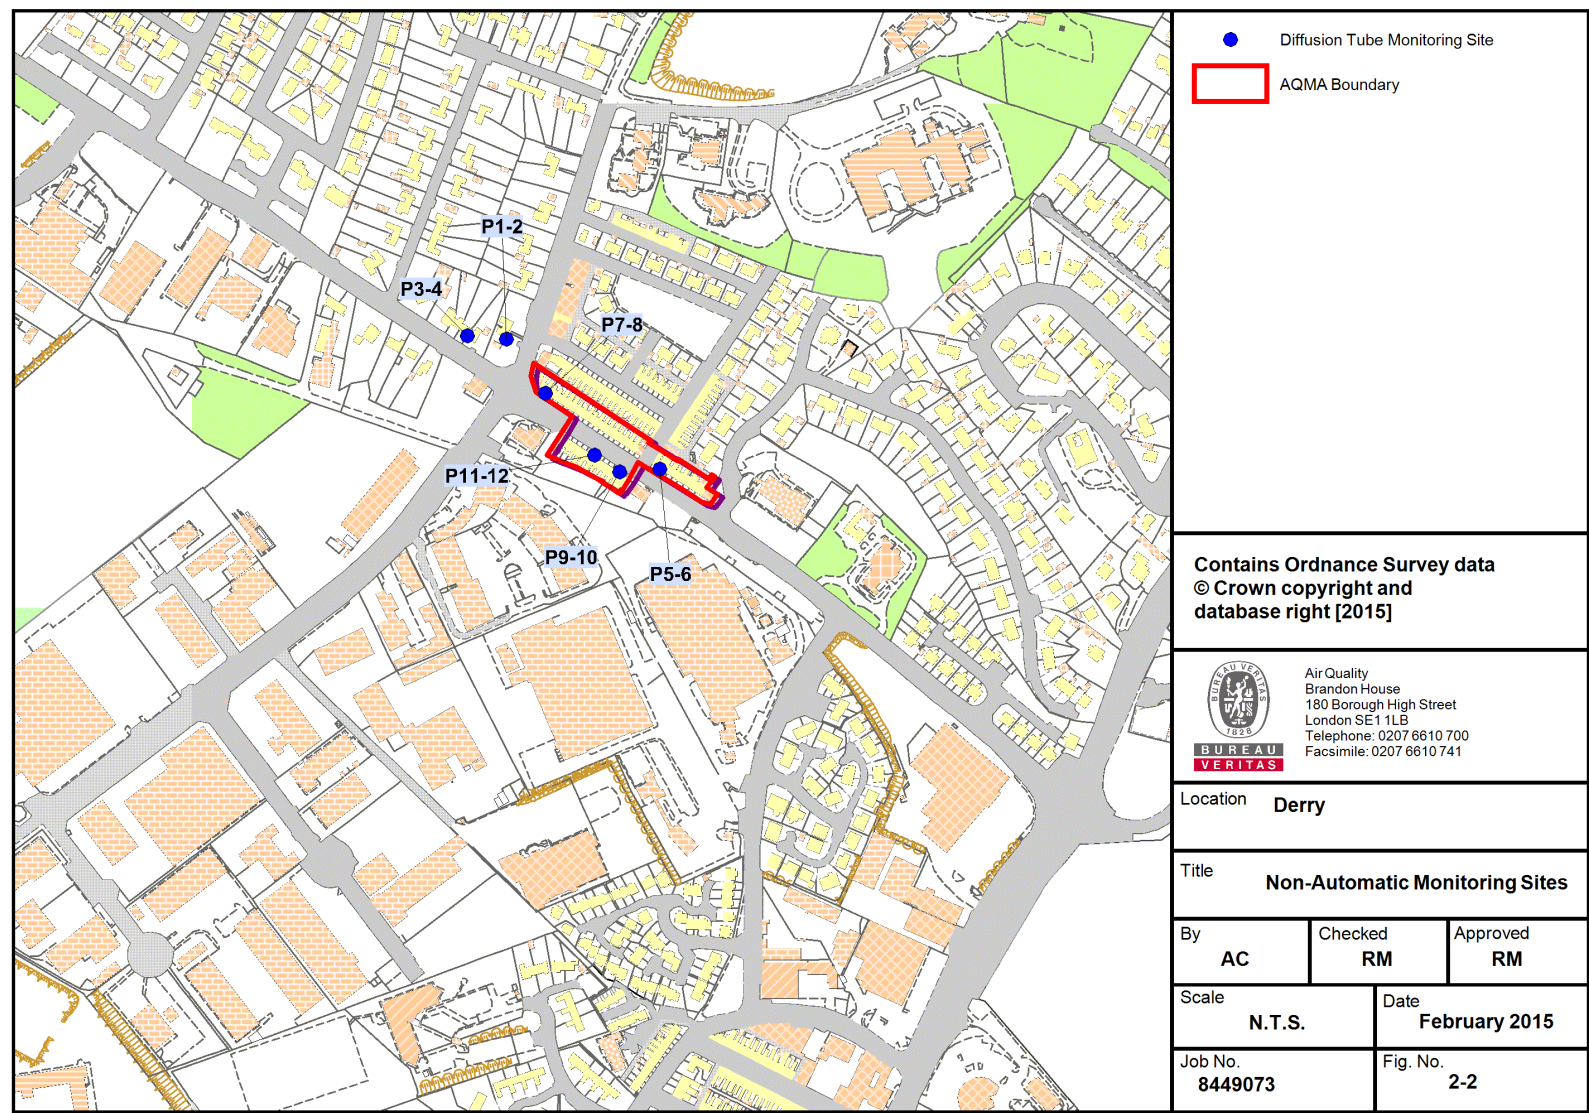 P1-2
P3-4
P7-8
P11-12
P9-10
P5-6
Diffusion Tube Monitoring Site
AQMA Boundary
Contains Ordnance Survey data
© Crown copyright and
database right [2015]
BUREAU VERITAS
1828
BUREAU
VERITAS
Air Quality
Brandon House
180 Borough High Street
London SE1 1LB
Telephone: 0207 6610 700
Facsimile: 0207 6610 741
Location Derry
Title
Non-Automatic Monitoring Sites
By
AC
Checked
RM
Approved
RM
Scale
N.T.S.
Date
February 2015
Job No.
8449073
Fig. No.
2-2